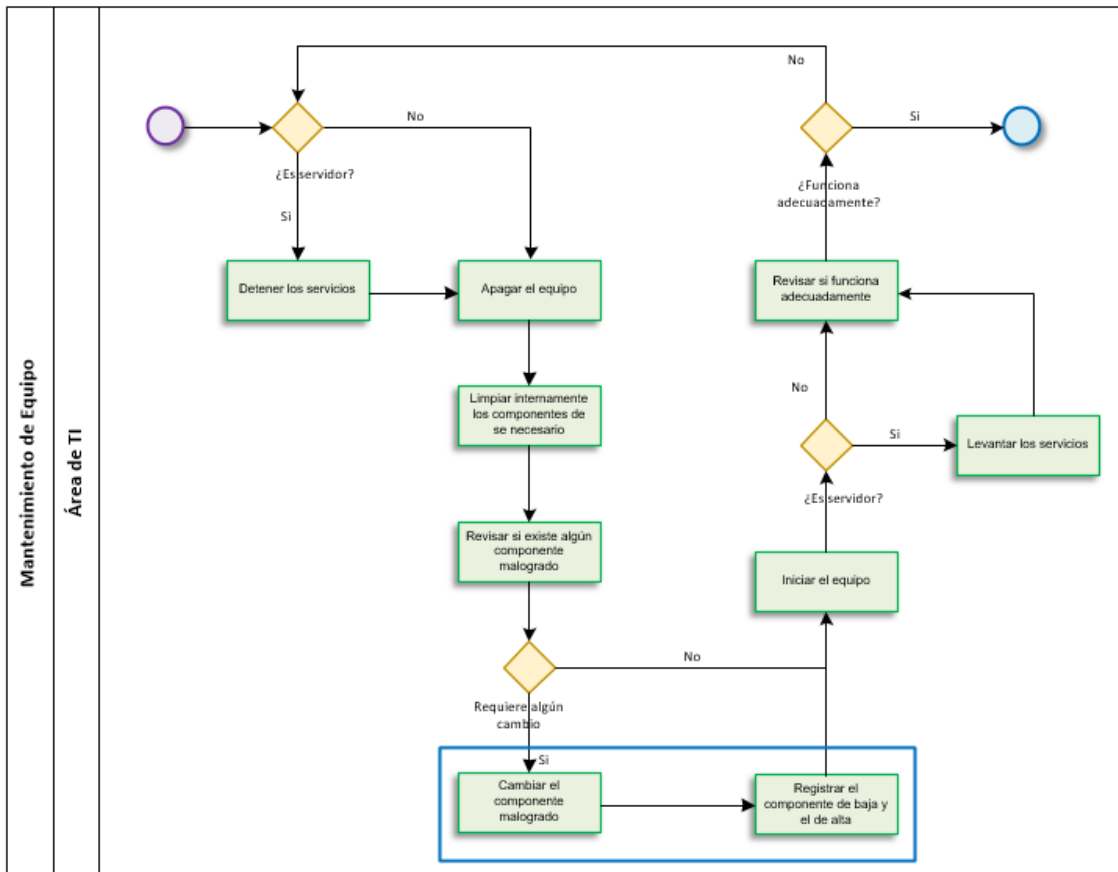 Mantenimiento de Equipo
Área de TI
No
No
Si
¿Es servidor?
¿Funciona
adecuadamente?
Si
Detener los servicios
Apagar el equipo
Revisar si funciona
adecuadamente
Limpiar internamente
los componentes de
se necesario
No
Si
Levantar los servicios
¿Es servidor?
Revisar si existe algún
componente
malogrado
Iniciar el equipo
No
Requiere algún
cambio
Si
Cambiar el
componente
malogrado
Registrar el
componente de baja y
el de alta